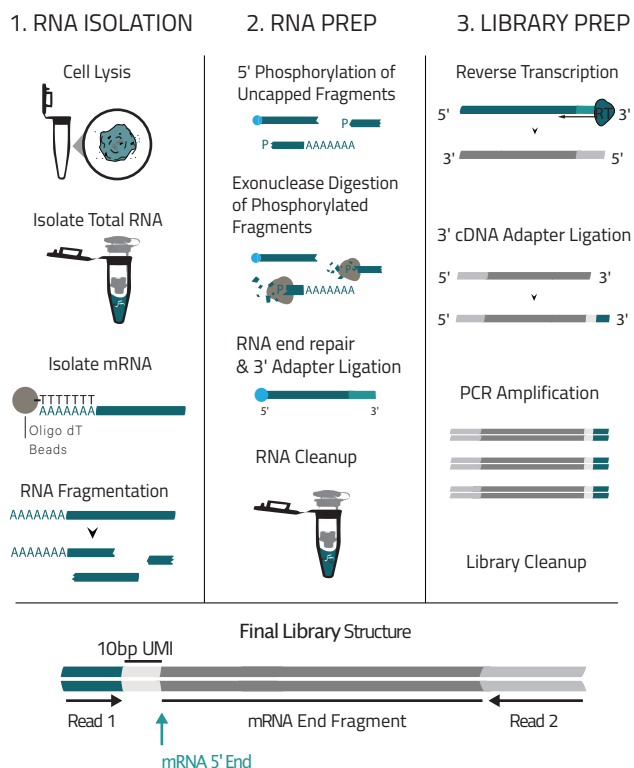 1. RNA ISOLATION
Cell Lysis
Isolate Total RNA
Isolate mRNA
TTTTTTT
AAAAAAA
Oligo dT
Beads
RNA Fragmentation
AAAAAAA
AAAAAAA
2. RNA PREP
5' Phosphorylation of
Uncapped Fragments
P
P
AAAAAAA
Exonuclease Digestion
of Phosphorylated
Fragments
P
P
AAAAAAA
RNA end repair
& 3' Adapter Ligation
5' 3'
RNA Cleanup
3. LIBRARY PREP
Reverse Transcription
5' RT 3'
3' 5'
3' cDNA Adapter Ligation
5' 3'
5' 3'
PCR Amplification
Library Cleanup
Final Library Structure
10bp UMI
Read 1 mRNA End Fragment Read 2
mRNA 5' End